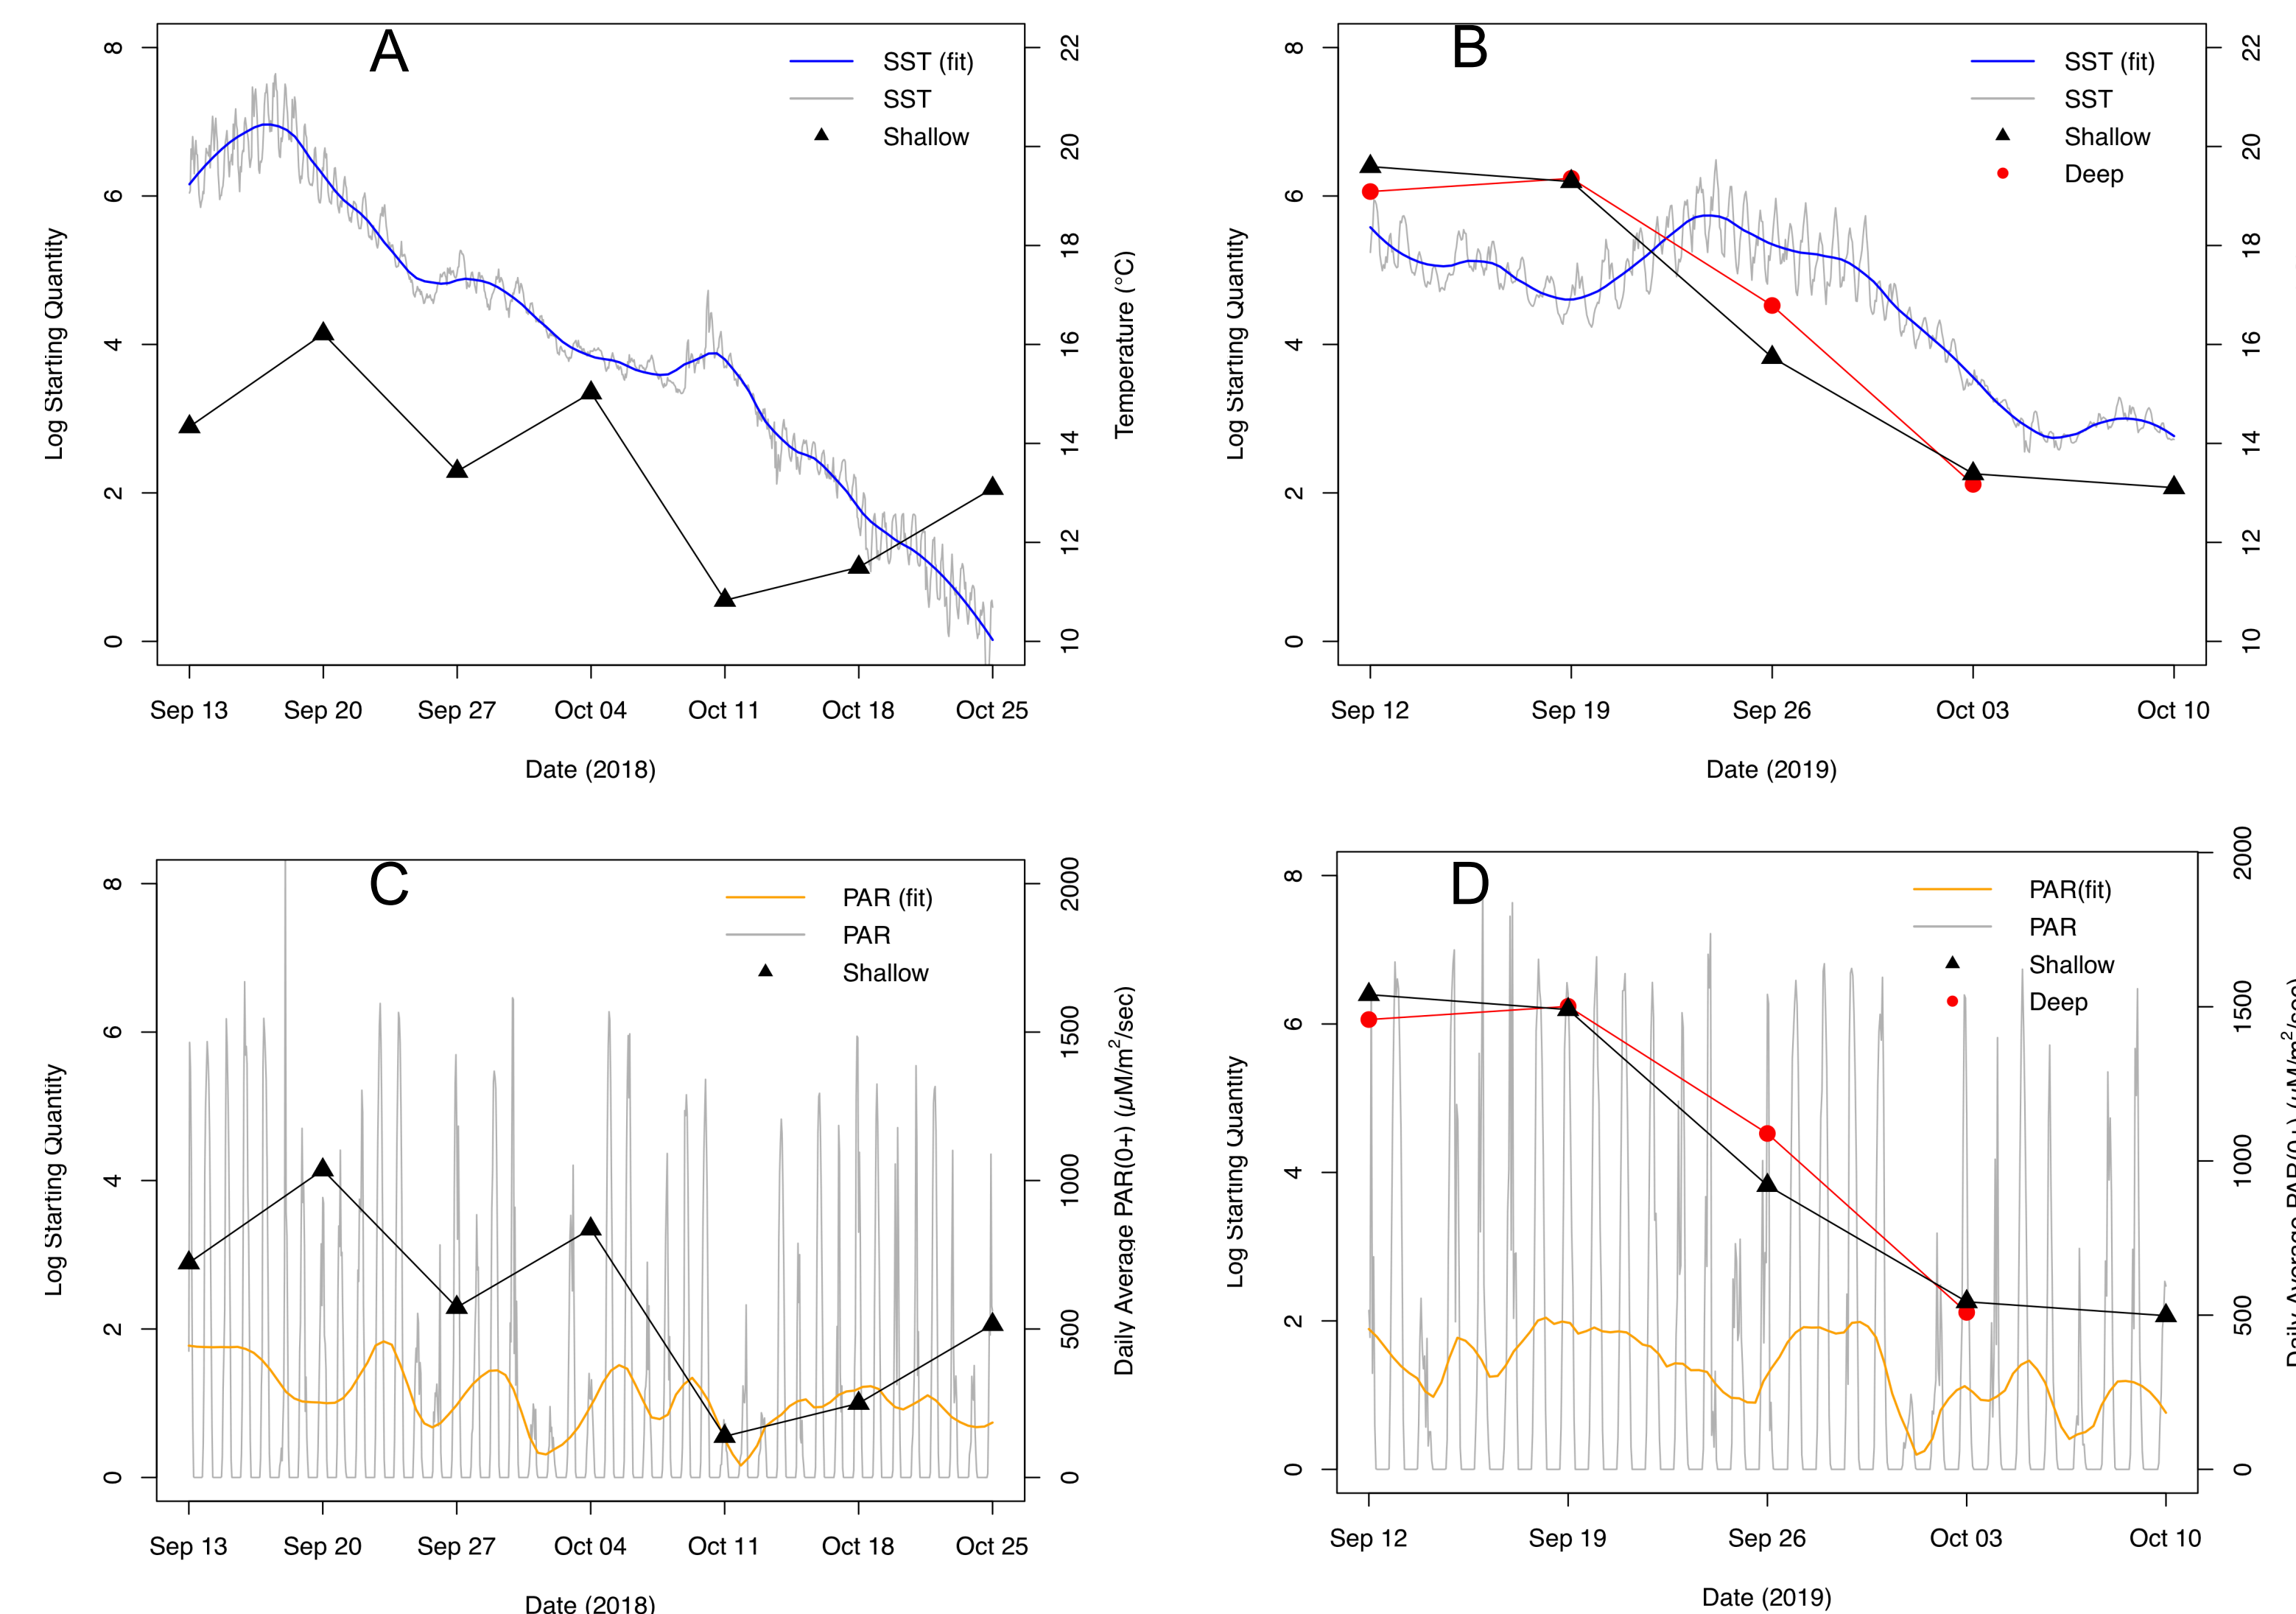 A
SST (fit)
SST
Shallow
Log Starting Quantity
0 2 4 6 8
10 12 14 16 18 20 22
Temperature (°C)
Sep 13 Sep 20 Sep 27 Oct 04 Oct 11 Oct 18 Oct 25
Date (2018)
B
SST (fit)
SST
Shallow
Deep
Log Starting Quantity
0 2 4 6 8
10 12 14 16 18 20 22
Sep 12 Sep 19 Sep 26 Oct 03 Oct 10
Date (2019)
C
PAR (fit)
PAR
Shallow
Log Starting Quantity
0 2 4 6 8
0 500 1000 1500 2000
Daily Average PAR(0+) (µM/m²/sec)
Sep 13 Sep 20 Sep 27 Oct 04 Oct 11 Oct 18 Oct 25
Date (2018)
D
PAR(fit)
PAR
Shallow
Deep
Log Starting Quantity
0 2 4 6 8
0 500 1000 1500 2000
Daily Average PAR(0+) (µM/m²/sec)
Sep 12 Sep 19 Sep 26 Oct 03 Oct 10
Date (2019)